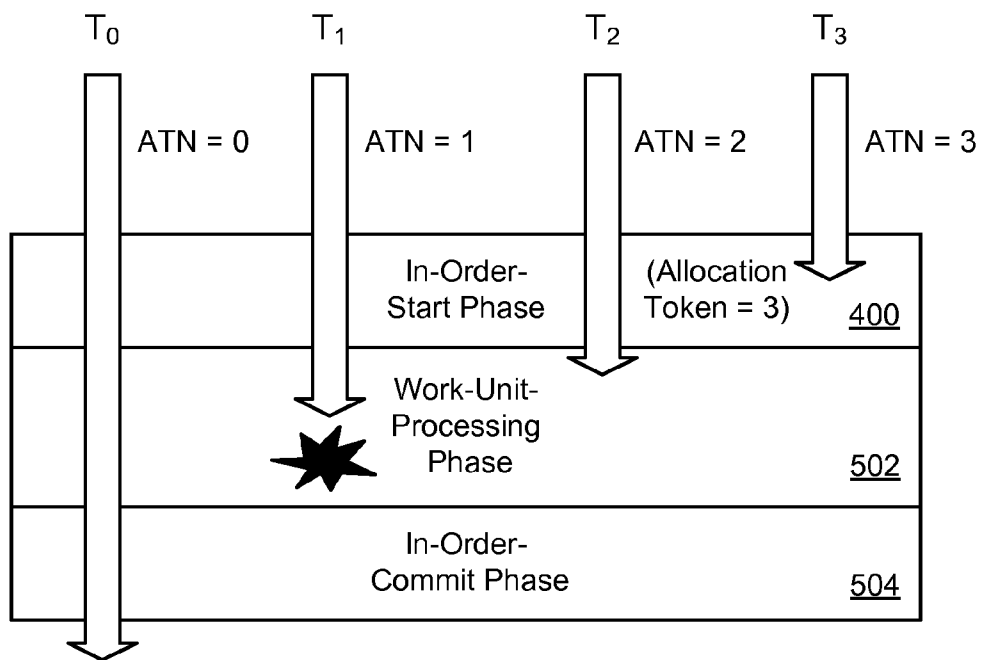 T₀ T₁ T₂ T₃
ATN = 0 ATN = 1 ATN = 2 ATN = 3
In-Order-
Start Phase
(Allocation
Token = 3)
400
Work-Unit-
Processing
Phase
502
In-Order-
Commit Phase
504